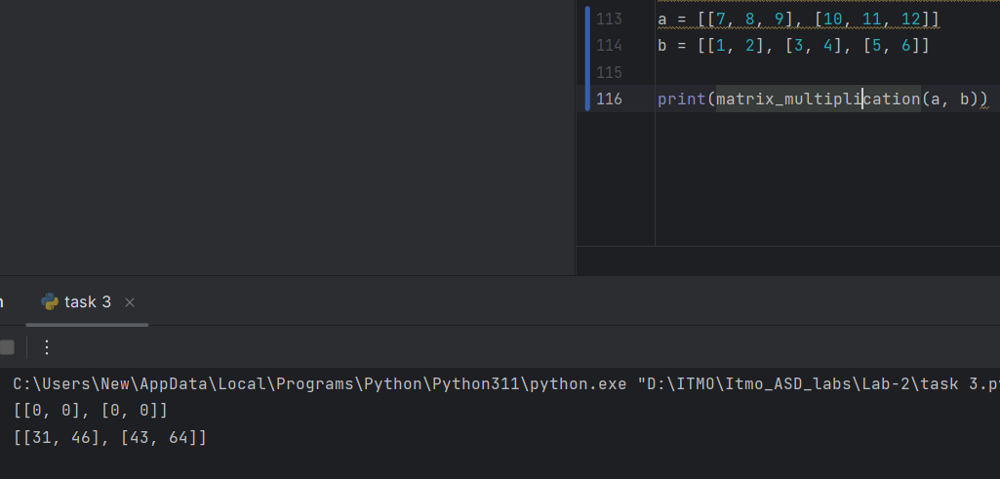 113 a = [[7, 8, 9], [10, 11, 12]]
114 b = [[1, 2], [3, 4], [5, 6]]
115
116 print(matrix_multiplication(a, b))
task 3
C:\Users\New\AppData\Local\Programs\Python\Python311\python.exe "D:\ITMO\Itmo_ASD_labs\Lab-2\task 3.p
[[0, 0], [0, 0]]
[[31, 46], [43, 64]]